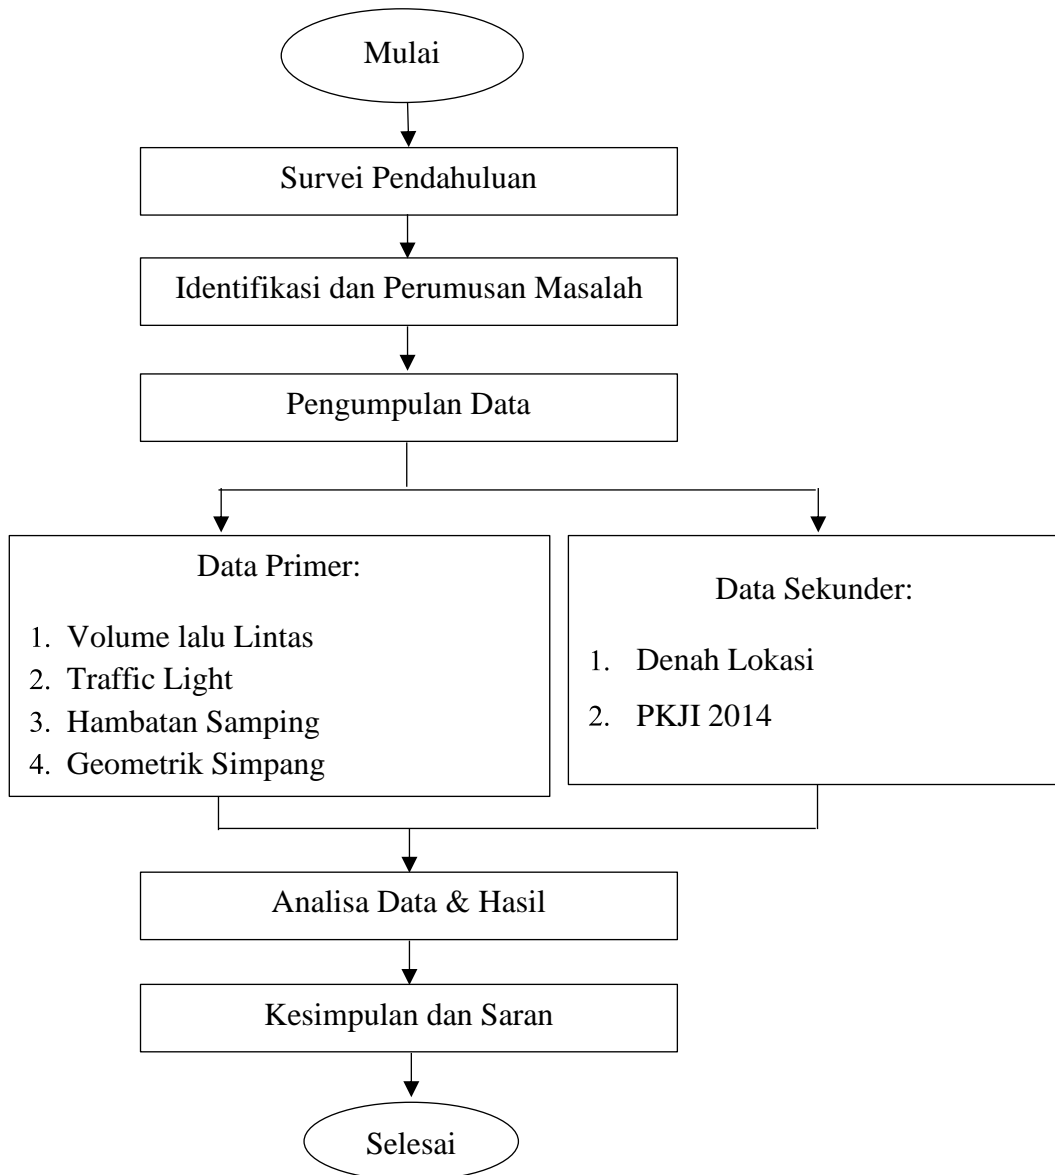 Mulai
Survei Pendahuluan
Identifikasi dan Perumusan Masalah
Pengumpulan Data
Data Primer:
1. Volume lalu Lintas
2. Traffic Light
3. Hambatan Samping
4. Geometrik Simpang
Data Sekunder:
1. Denah Lokasi
2. PKJI 2014
Analisa Data & Hasil
Kesimpulan dan Saran
Selesai